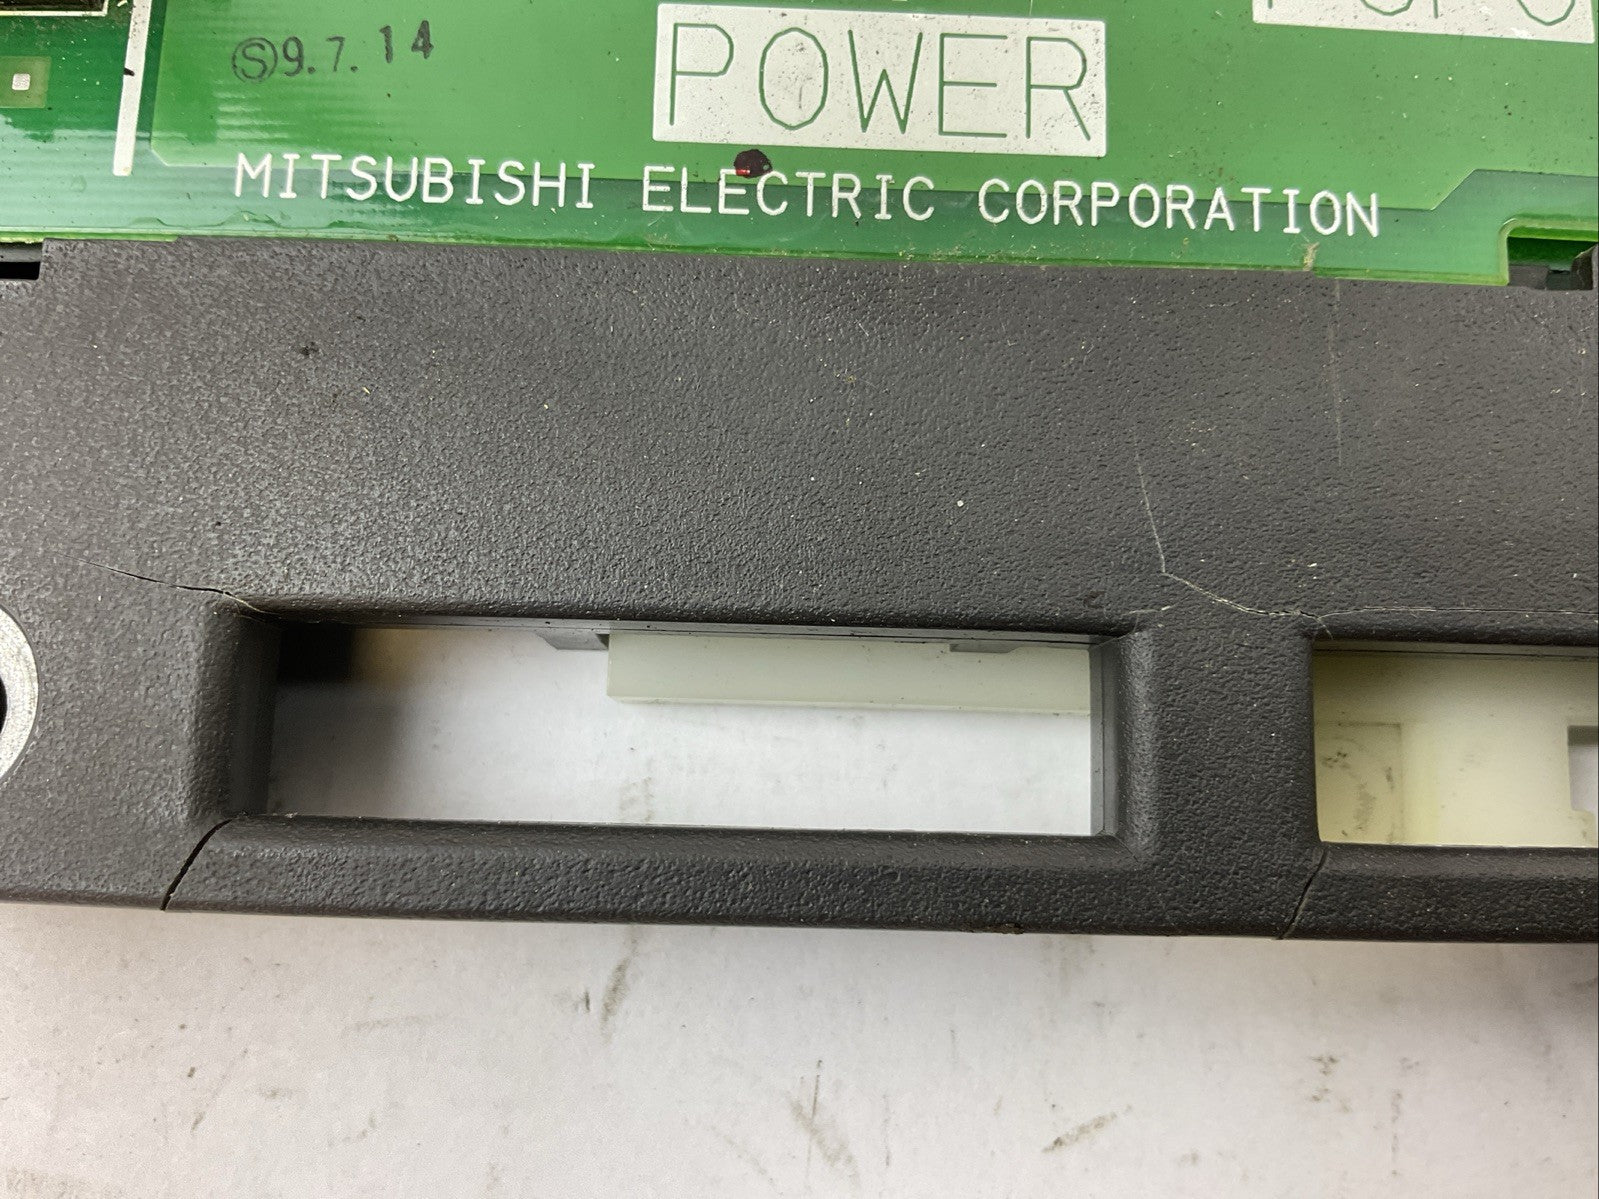 Ⓢ9.7.14
POWER
MITSUBISHI ELECTRIC CORPORATION